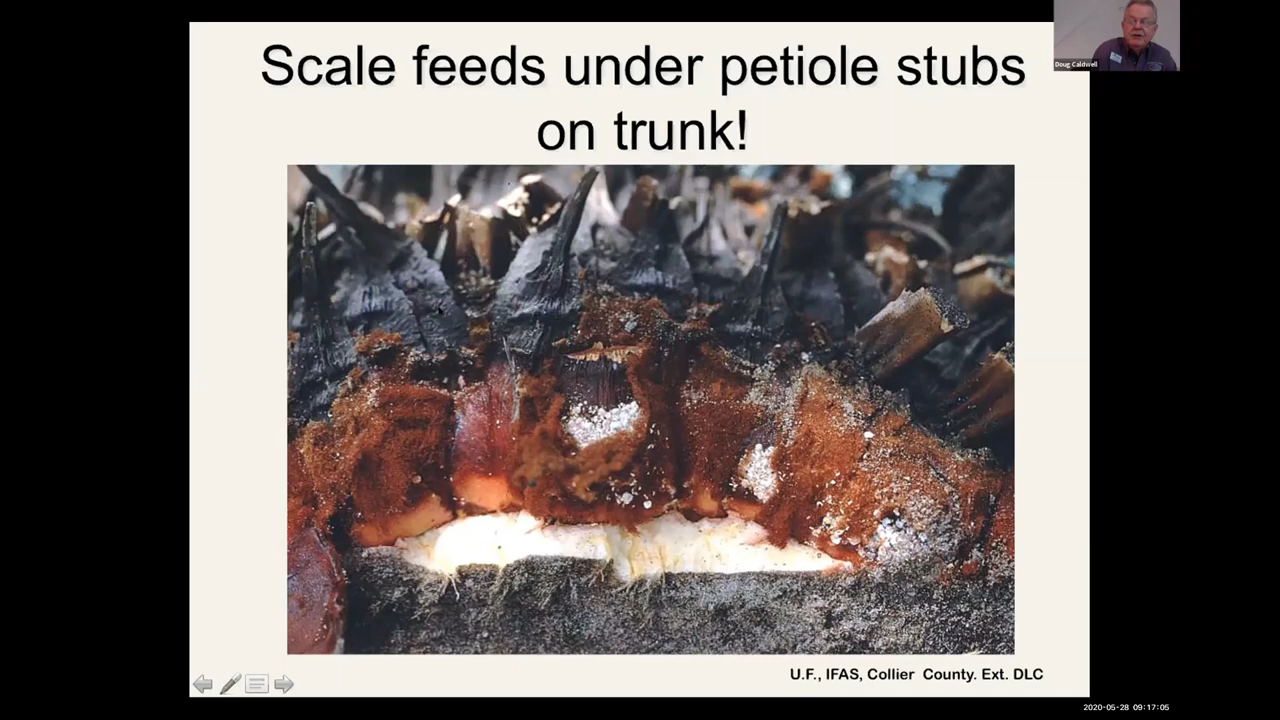 Scale feeds under petiole stubs
on trunk!
Doug Caldwell
U.F., IFAS, Collier County. Ext. DLC
2020-05-28 09:17:05